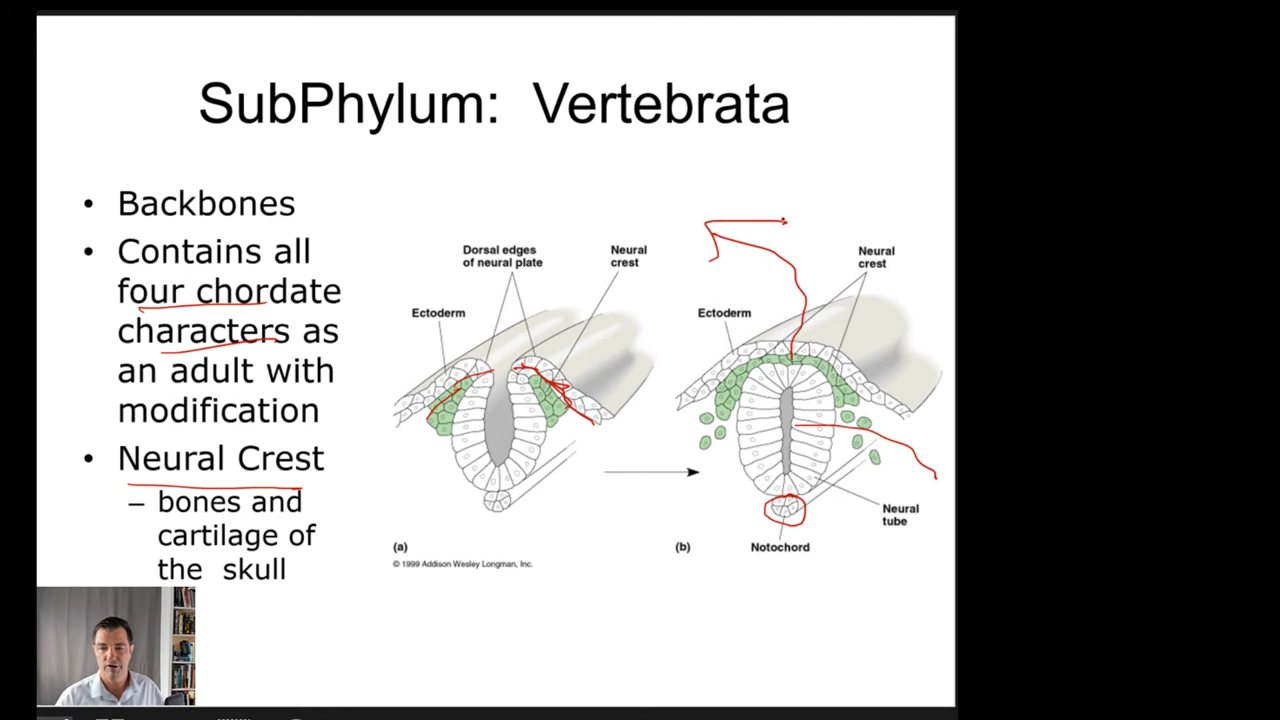 SubPhylum: Vertebrata
• Backbones
• Contains all
four chordate
characters as
an adult with
modification
• Neural Crest
– bones and
cartilage of
the skull
Dorsal edges
of neural plate
Neural
crest
Ectoderm
(a)
© 1999 Addison Wesley Longman, Inc.
Neural
crest
Ectoderm
Neural
tube
Notochord
(b)